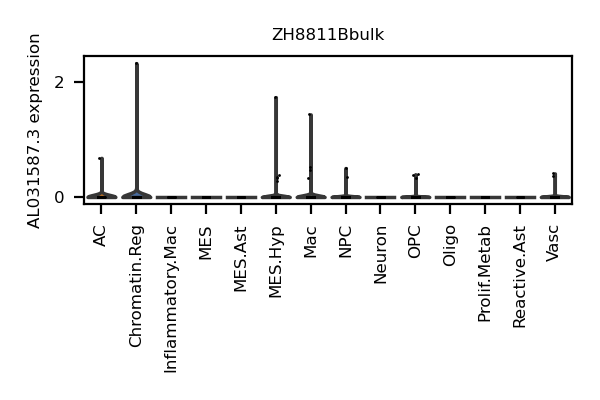 ZH8811Bbulk
AL031587.3 expression
2
0
AC
Chromatin.Reg
Inflammatory.Mac
MES
MES.Ast
MES.Hyp
Mac
NPC
Neuron
OPC
Oligo
Prolif.Metab
Reactive.Ast
Vasc